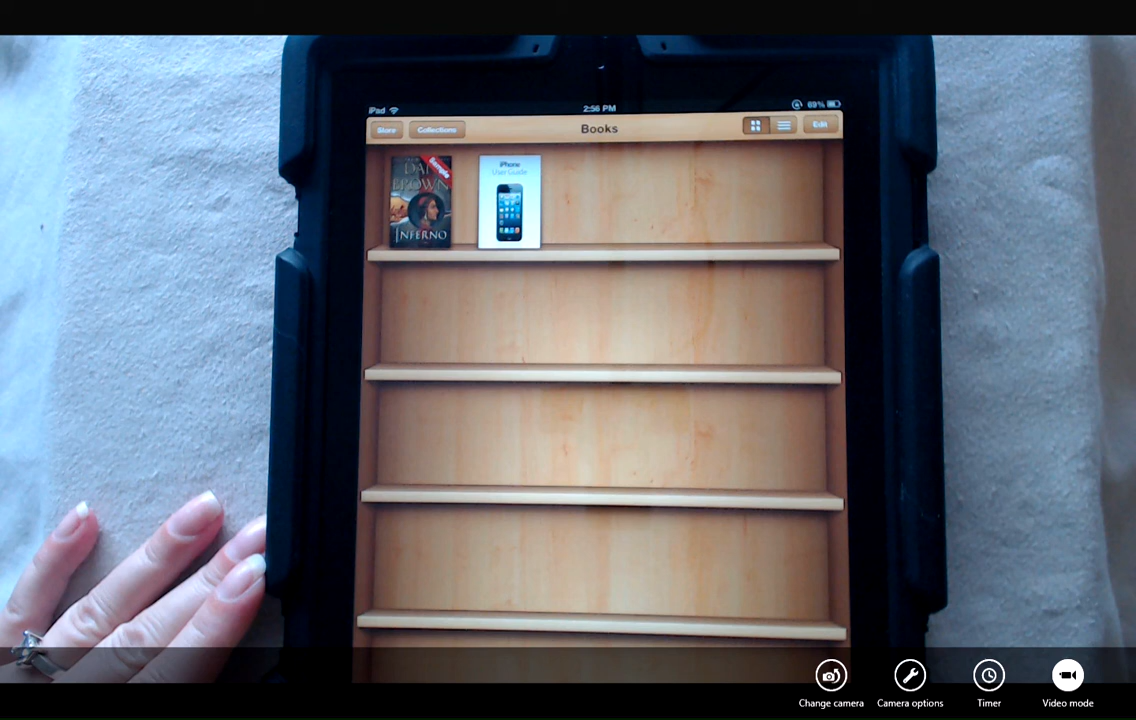 iPad 2:56 PM 69%
Store Collections Books Edit
Sample
DAN
BROWN
INFERNO
iPhone
User Guide
Change camera Camera options Timer Video mode